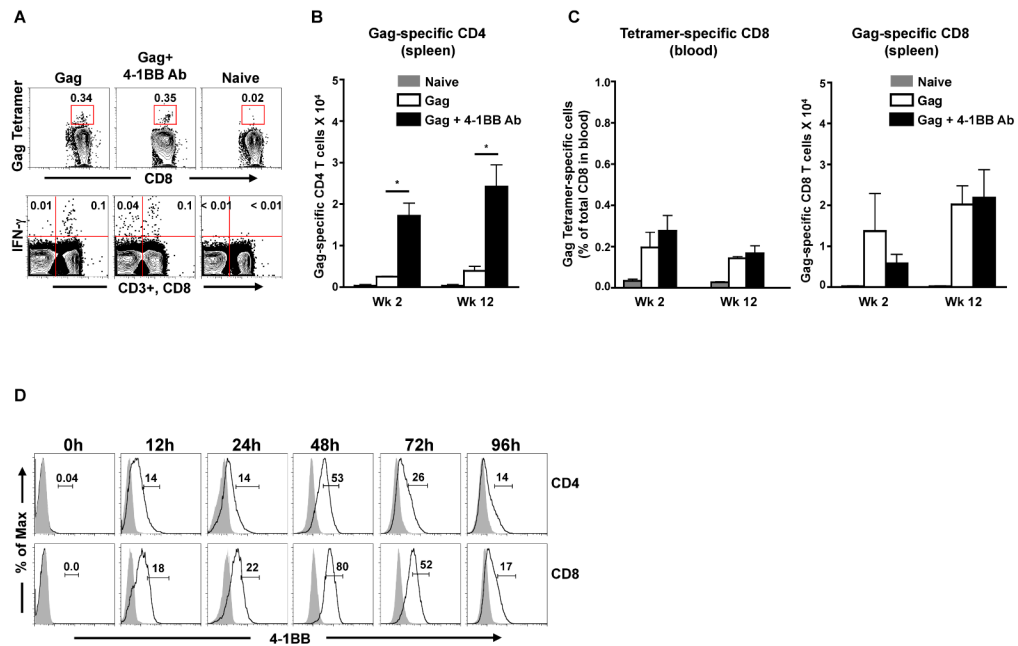 A
Gag
Gag+
4-1BB Ab
Naive
0.34
0.35
0.02
Gag Tetramer
CD8
0.01
0.1
0.04
0.1
< 0.01
< 0.01
IFN-γ
CD3+, CD8
B
Gag-specific CD4
(spleen)
Gag-specific CD4 T cells X 10⁴
5
4
3
2
1
0
*
*
Wk 2
Wk 12
Naive
Gag
Gag + 4-1BB Ab
C
Tetramer-specific CD8
(blood)
Gag Tetramer-specific cells
(% of total CD8 in blood)
1.0
0.8
0.6
0.4
0.2
0.0
Wk 2
Wk 12
Naive
Gag
Gag + 4-1BB Ab
Gag-specific CD8
(spleen)
Gag-specific CD8 T cells X 10⁴
5
4
3
2
1
0
Wk 2
Wk 12
D
0h
12h
24h
48h
72h
96h
0.04
14
14
53
26
14
CD4
0.0
18
22
80
52
17
CD8
% of Max
4-1BB